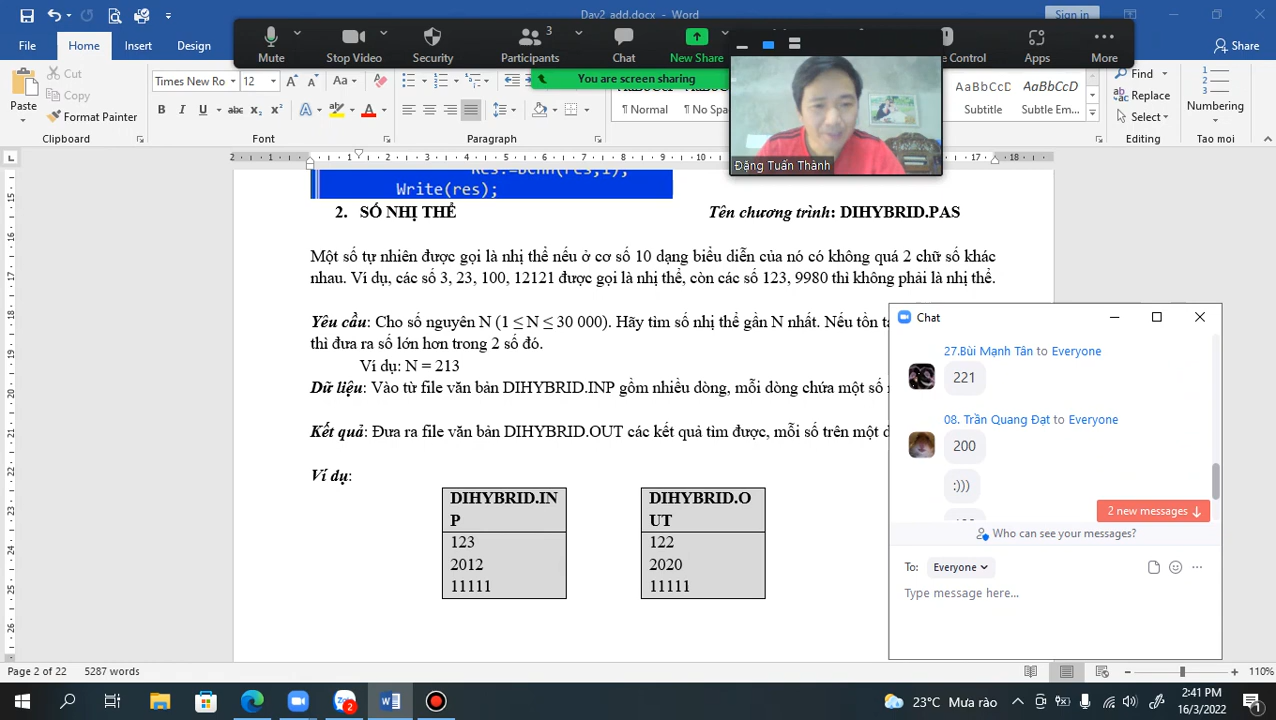 Day2_add.docx - Word
Sign in
File
Home
Insert
Design
Mute
Stop Video
Security
Participants
3
Chat
New Share
Control
Apps
More
Share
You are screen sharing
Paste
Cut
Copy
Format Painter
Clipboard
Times New Ro
12
Font
Paragraph
¶ Normal
¶ No Spa
AaBbCcD
AaBbCcD
Subtitle
Subtle Em...
Find
Replace
Select
Editing
Numbering
Tao moi
Đặng Tuấn Thành
Write(res);
2. SỐ NHỊ THỂ
Tên chương trình: DIHYBRID.PAS
Một số tự nhiên được gọi là nhị thể nếu ở cơ số 10 dạng biểu diễn của nó có không quá 2 chữ số khác
nhau. Ví dụ, các số 3, 23, 100, 12121 được gọi là nhị thể, còn các số 123, 9980 thì không phải là nhị thể.
Yêu cầu: Cho số nguyên N (1 ≤ N ≤ 30 000). Hãy tìm số nhị thể gần N nhất. Nếu tồn
thì đưa ra số lớn hơn trong 2 số đó.
Ví dụ: N = 213
Dữ liệu: Vào từ file văn bản DIHYBRID.INP gồm nhiều dòng, mỗi dòng chứa một số
Kết quả: Đưa ra file văn bản DIHYBRID.OUT các kết quả tìm được, mỗi số trên một
Ví dụ:
DIHYBRID.IN
P
123
2012
11111
DIHYBRID.O
UT
122
2020
11111
Chat
27.Bùi Mạnh Tân to Everyone
221
08. Trần Quang Đạt to Everyone
200
:)))
2 new messages
Who can see your messages?
To: Everyone
Type message here...
Page 2 of 22
5287 words
110%
2
23°C Mưa rào
2:41 PM
16/3/2022
1